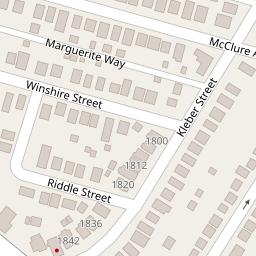 McClure A
Marguerite Way
Winshire Street
Kleber Street
1800
1812
1820
Riddle Street
1836
1842